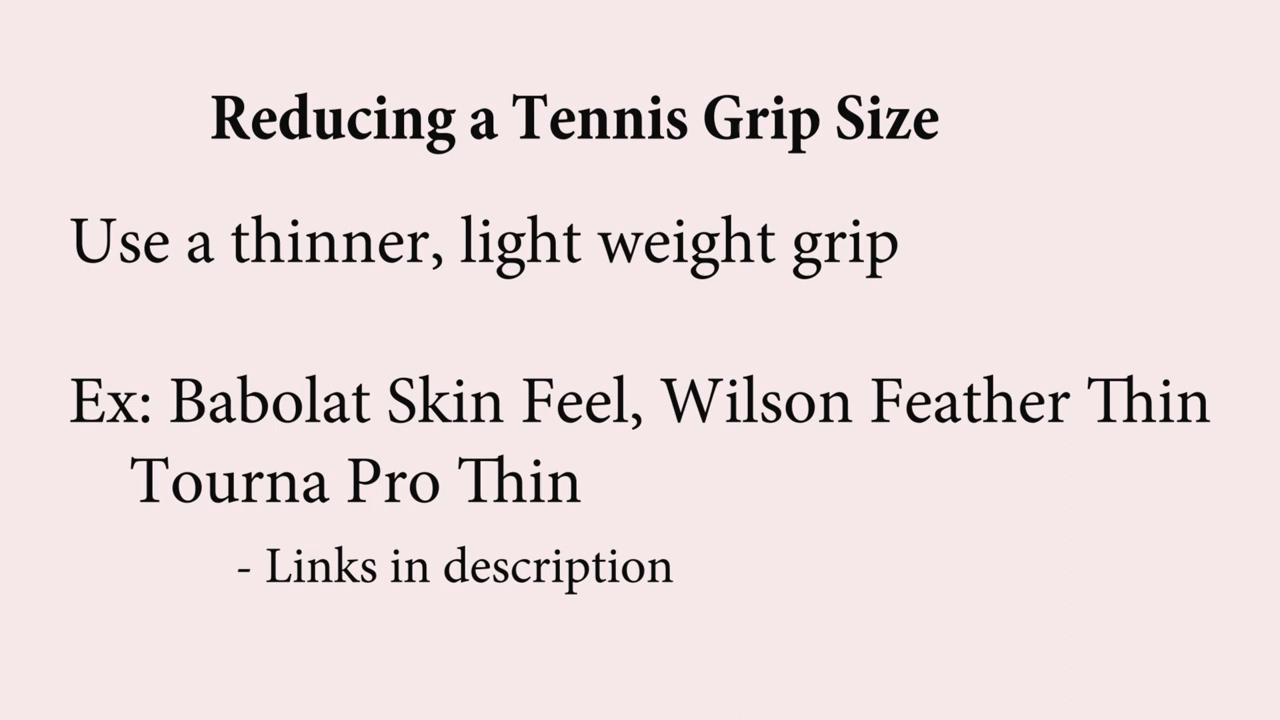 Reducing a Tennis Grip Size
Use a thinner, light weight grip
Ex: Babolat Skin Feel, Wilson Feather Thin
Tourna Pro Thin
- Links in description